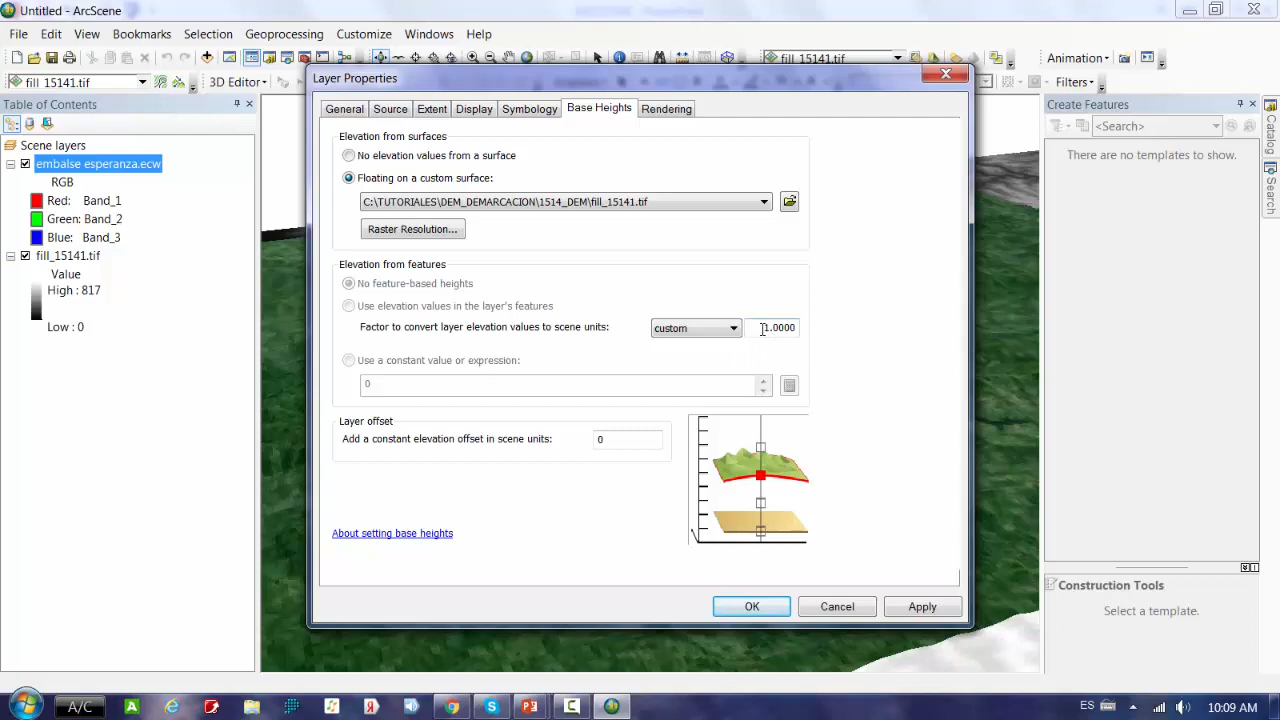 Untitled - ArcScene
File Edit View Bookmarks Selection Geoprocessing Customize Windows Help
fill_15141.tif Animation
fill_15141.tif 3D Editor Filters
Table of Contents
Layer Properties
Create Features
General Source Extent Display Symbology Base Heights Rendering
<Search>
There are no templates to show.
Catalog
Search
Scene layers
embalse esperanza.ecw
RGB
Red: Band_1
Green: Band_2
Blue: Band_3
fill_15141.tif
Value
High : 817
Low : 0
Elevation from surfaces
No elevation values from a surface
Floating on a custom surface:
C:\TUTORIALES\DEM_DEMARCACION\1514_DEM\fill_15141.tif
Raster Resolution...
Elevation from features
No feature-based heights
Use elevation values in the layer's features
Factor to convert layer elevation values to scene units: custom 1.0000
Use a constant value or expression:
0
Layer offset
Add a constant elevation offset in scene units: 0
About setting base heights
OK Cancel Apply
Construction Tools
Select a template.
A/C
ES 10:09 AM